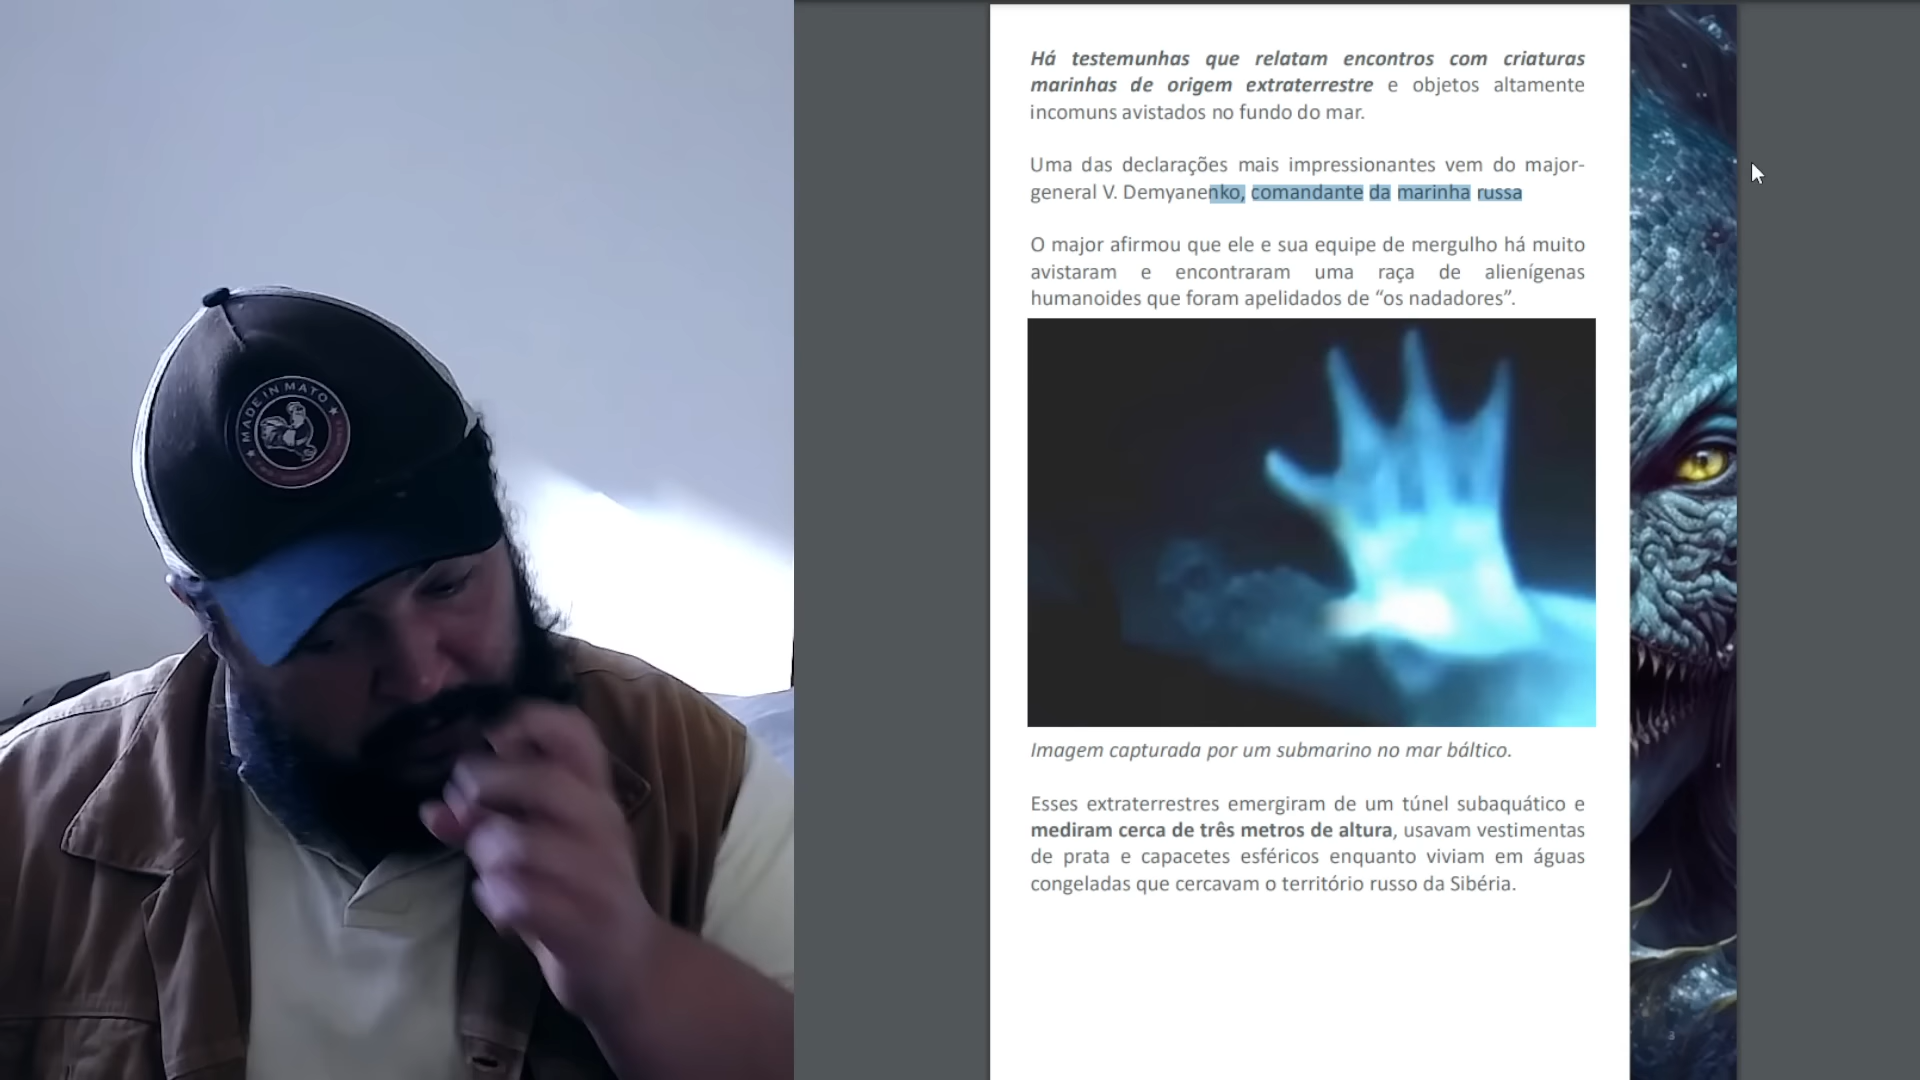 MADE IN MATO
Há testemunhas que relatam encontros com criaturas
marinhas de origem extraterrestre e objetos altamente
incomuns avistados no fundo do mar.
Uma das declarações mais impressionantes vem do major-
general V. Demyanenko, comandante da marinha russa
O major afirmou que ele e sua equipe de mergulho há muito
avistaram e encontraram uma raça de alienígenas
humanoides que foram apelidados de “os nadadores”.
Imagem capturada por um submarino no mar báltico.
Esses extraterrestres emergiram de um túnel subaquático e
mediram cerca de três metros de altura, usavam vestimentas
de prata e capacetes esféricos enquanto viviam em águas
congeladas que cercavam o território russo da Sibéria.
3